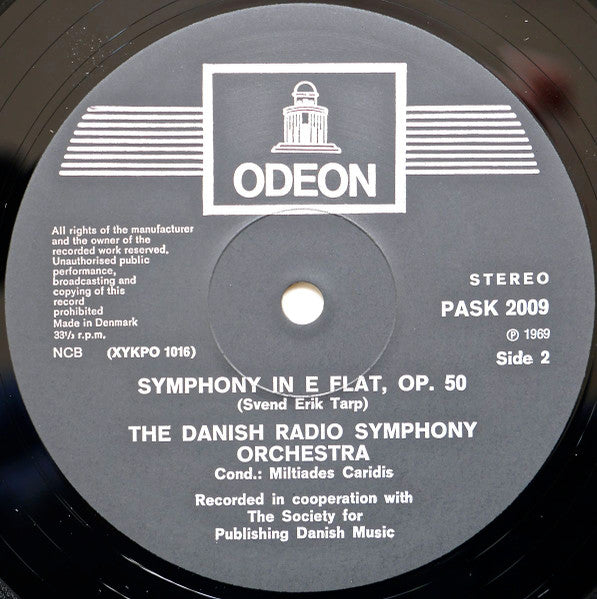 ODEON
All rights of the manufacturer
and the owner of the
recorded work reserved.
Unauthorised public
performance,
broadcasting and
copying of this
record
prohibited
Made in Denmark
33⅓ r.p.m.
NCB (XYKPO 1016)
STEREO
PASK 2009
℗ 1969
Side 2
SYMPHONY IN E FLAT, OP. 50
(Svend Erik Tarp)
THE DANISH RADIO SYMPHONY
ORCHESTRA
Cond.: Miltiades Caridis
Recorded in cooperation with
The Society for
Publishing Danish Music